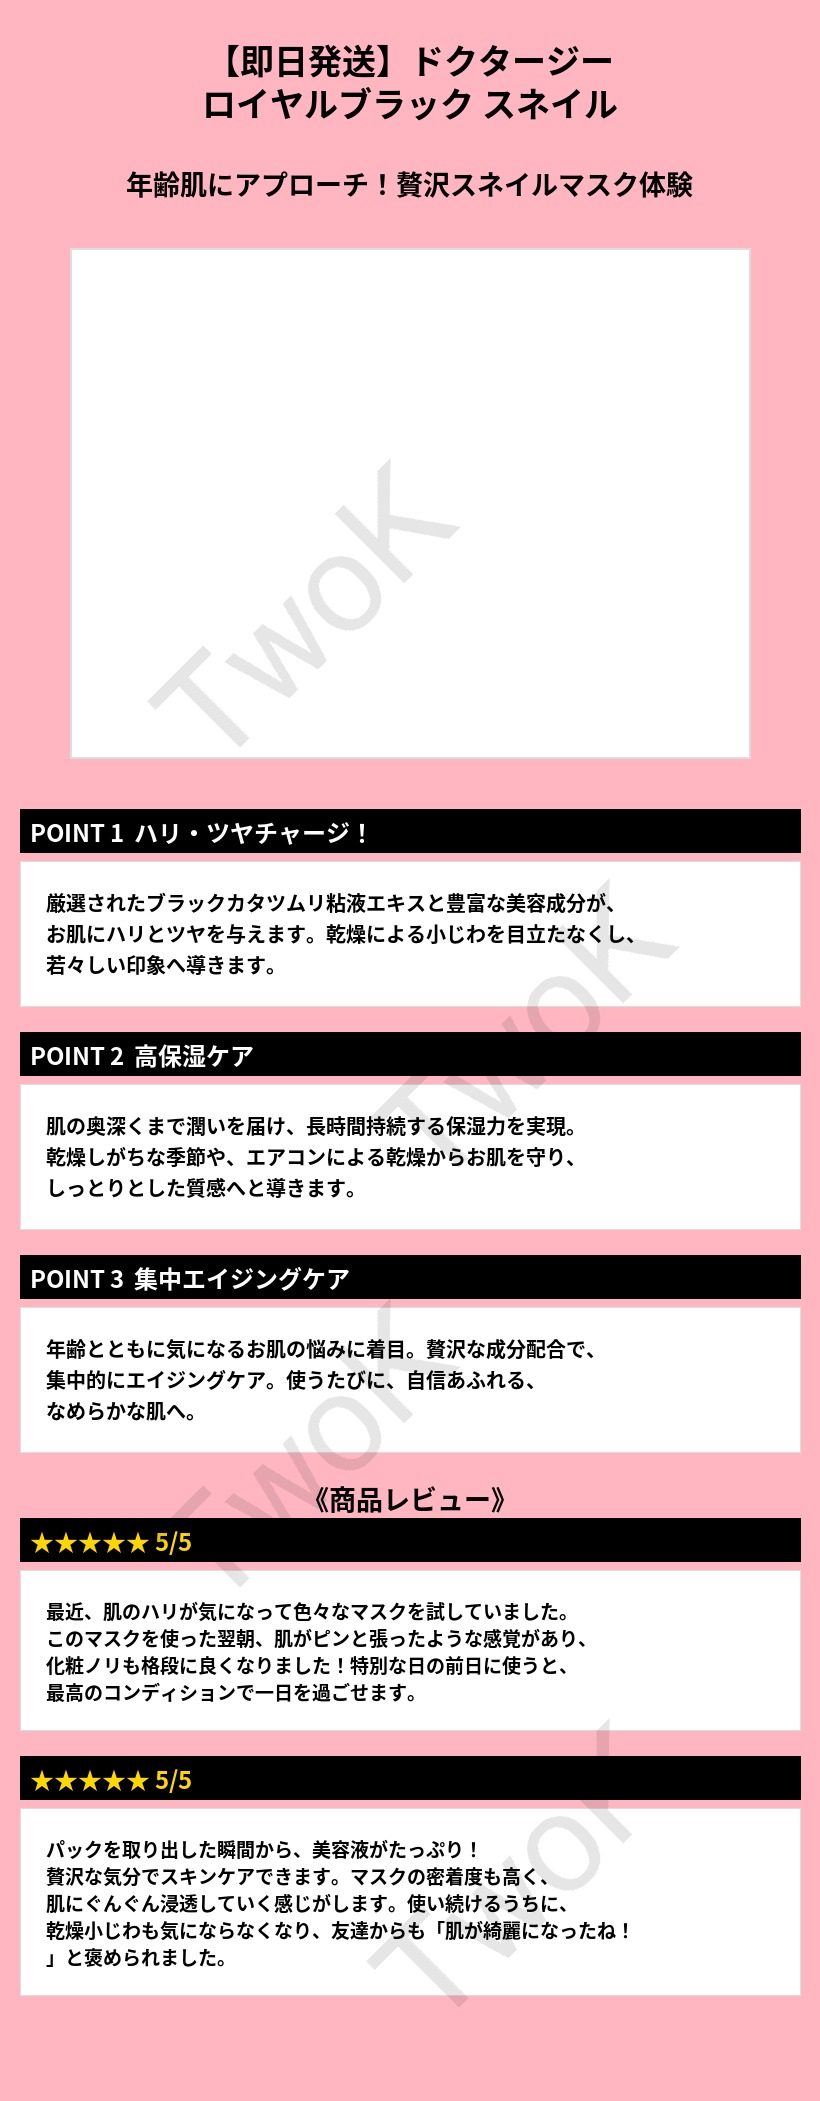 【即日発送】ドクタージー
ロイヤルブラック スネイル
年齢肌にアプローチ！贅沢スネイルマスク体験
TwoK
POINT 1 ハリ・ツヤチャージ！
厳選されたブラックカタツムリ粘液エキスと豊富な美容成分が、
お肌にハリとツヤを与えます。乾燥による小じわを目立たなくし、
若々しい印象へ導きます。
TwoK
POINT 2 高保湿ケア
肌の奥深くまで潤いを届け、長時間持続する保湿力を実現。
乾燥しがちな季節や、エアコンによる乾燥からお肌を守り、
しっとりとした質感へと導きます。
POINT 3 集中エイジングケア
年齢とともに気になるお肌の悩みに着目。贅沢な成分配合で、
集中的にエイジングケア。使うたびに、自信あふれる、
なめらかな肌へ。
TwoK
《商品レビュー》
★★★★★ 5/5
最近、肌のハリが気になって色々なマスクを試していました。
このマスクを使った翌朝、肌がピンと張ったような感覚があり、
化粧ノリも格段に良くなりました！特別な日の前日に使うと、
最高のコンディションで一日を過ごせます。
★★★★★ 5/5
パックを取り出した瞬間から、美容液がたっぷり！
贅沢な気分でスキンケアできます。マスクの密着度も高く、
肌にぐんぐん浸透していく感じがします。使い続けるうちに、
乾燥小じわも気にならなくなり、友達からも「肌が綺麗になったね！
」と褒められました。
TwoK